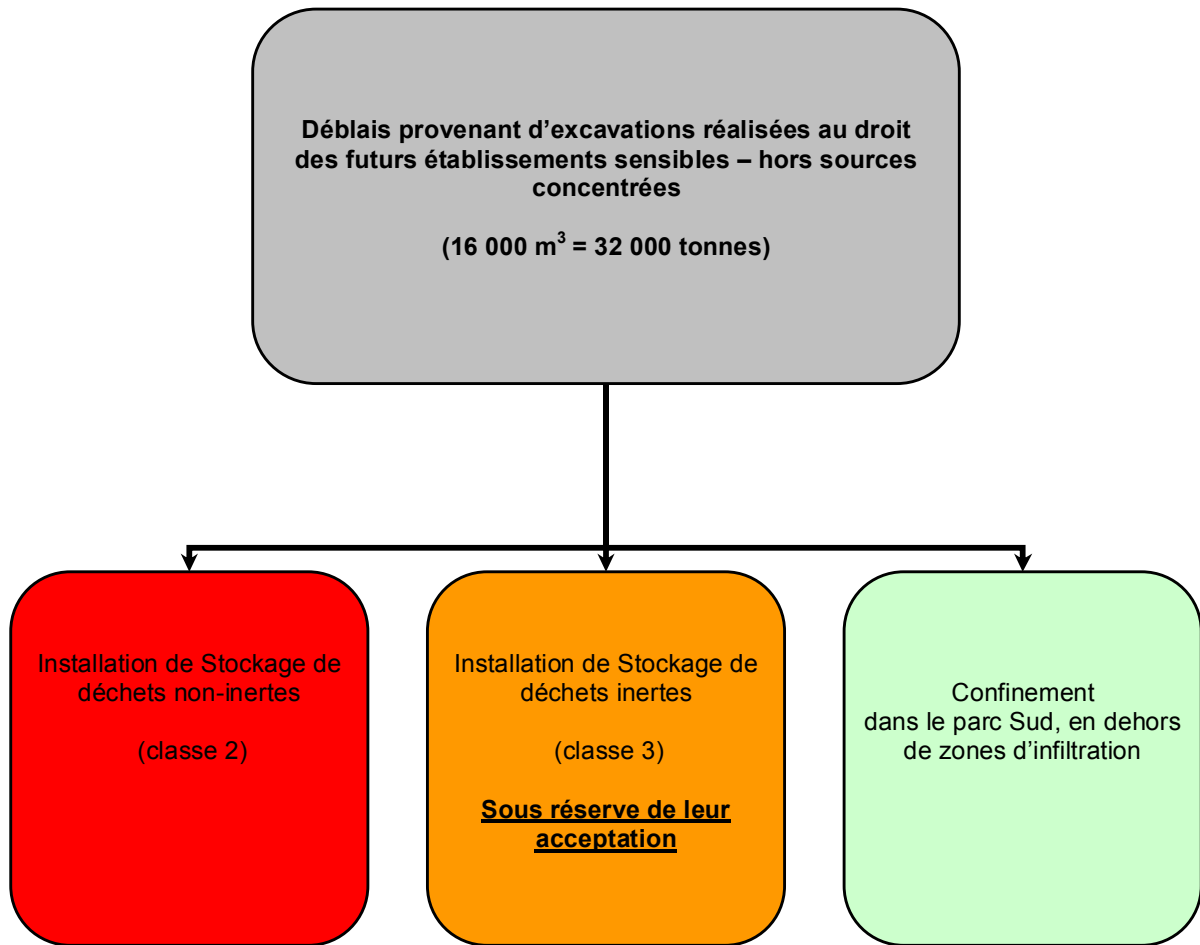 Déblais provenant d’excavations réalisées au droit
des futurs établissements sensibles – hors sources
concentrées
(16 000 m³ = 32 000 tonnes)
Installation de Stockage de
déchets non-inertes
(classe 2)
Installation de Stockage de
déchets inertes
(classe 3)
Sous réserve de leur
acceptation
Confinement
dans le parc Sud, en dehors
de zones d’infiltration